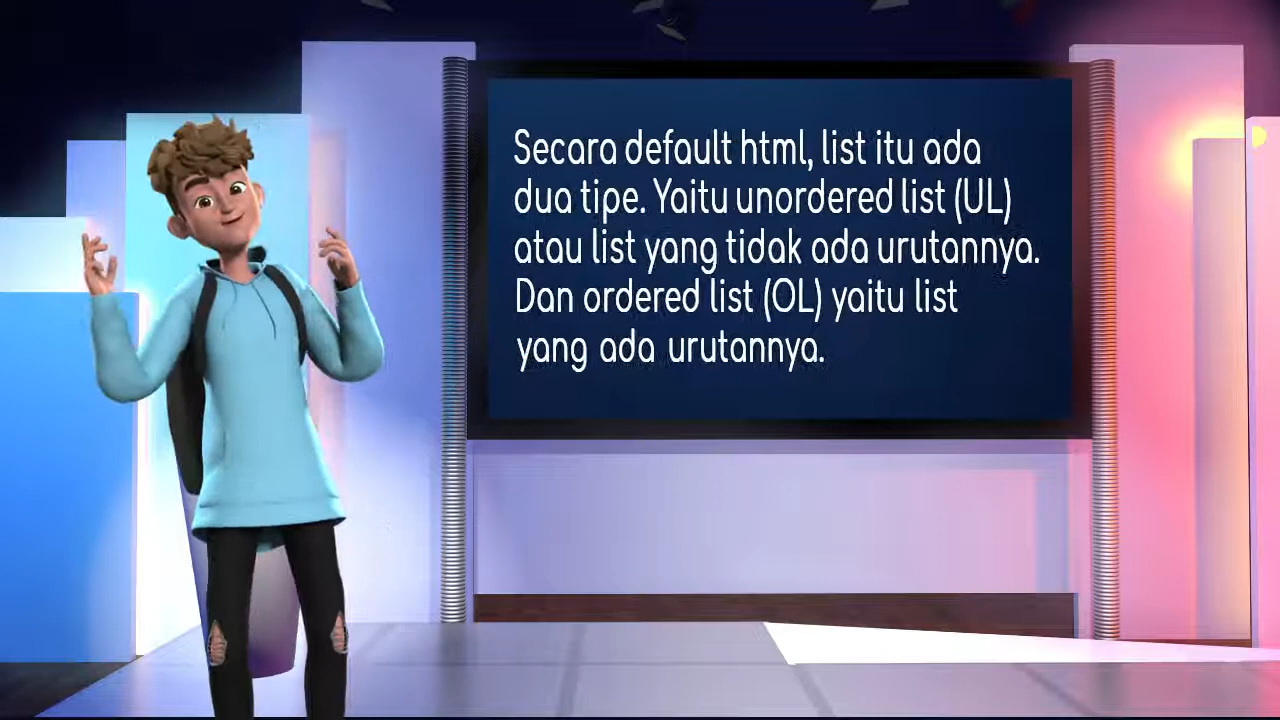 Secara default html, list itu ada
dua tipe. Yaitu unordered list (UL)
atau list yang tidak ada urutannya.
Dan ordered list (OL) yaitu list
yang ada urutannya.